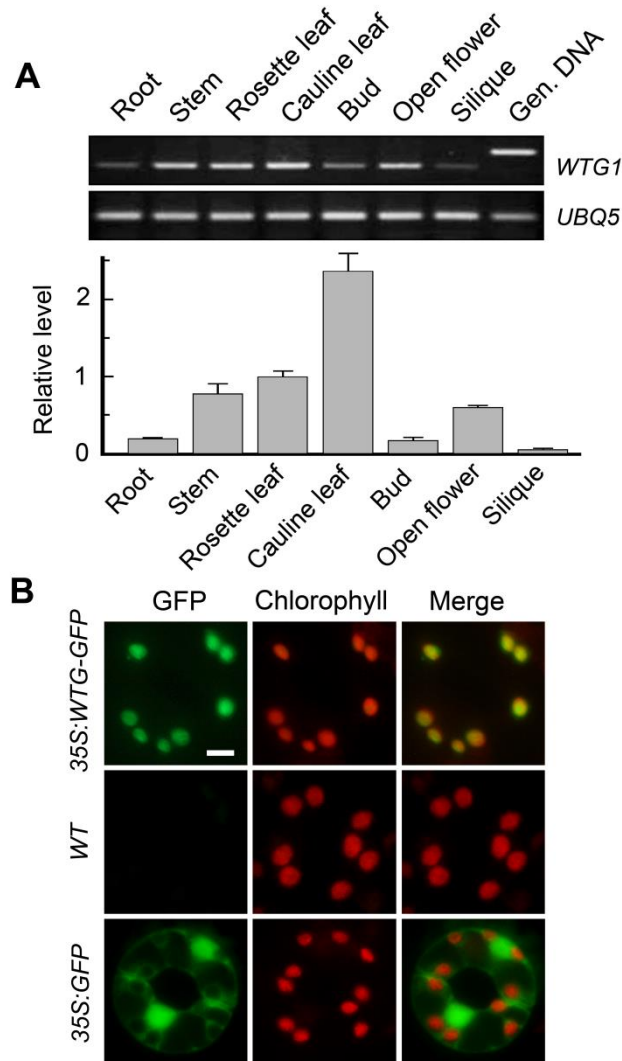 A
Root
Stem
Rosette leaf
Cauline leaf
Bud
Open flower
Silique
Gen. DNA
WTG1
UBQ5
Relative level
2
1
0
Root
Stem
Rosette leaf
Cauline leaf
Bud
Open flower
Silique
B
GFP Chlorophyll Merge
35S:WTG-GFP
WT
35S:GFP